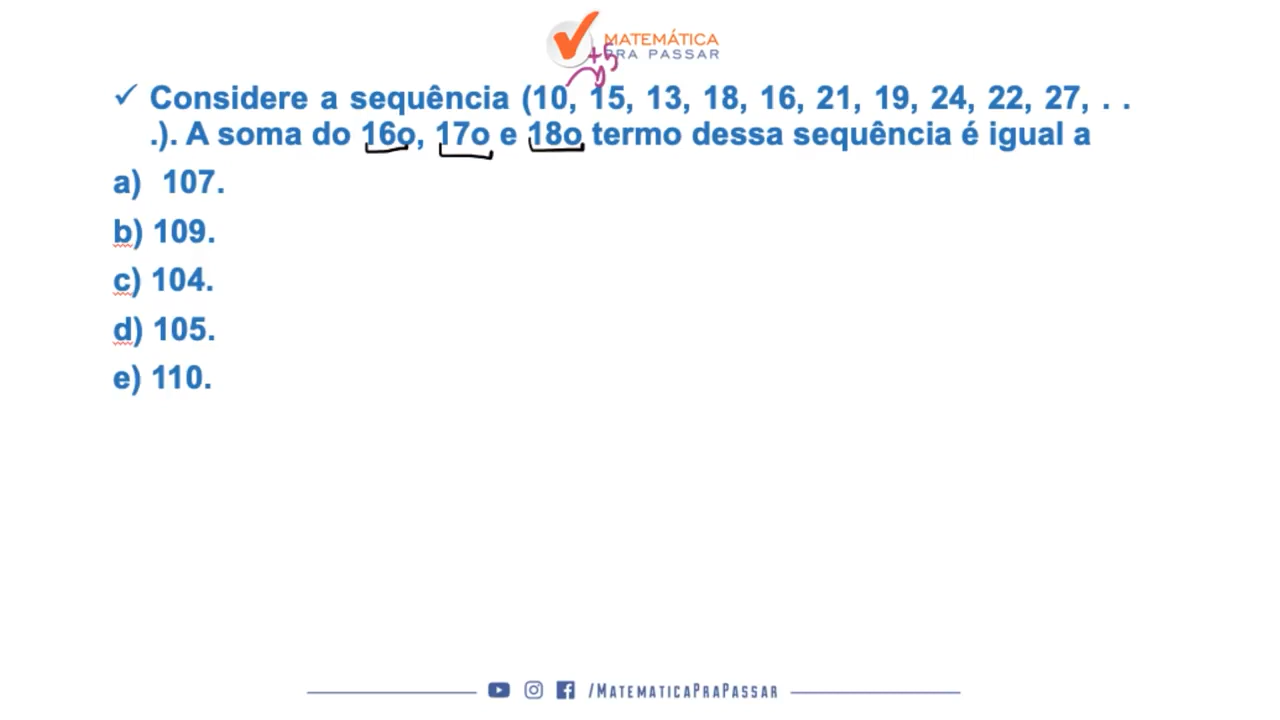 MATEMÁTICA
PRA PASSAR
+5
✓ Considere a sequência (10, 15, 13, 18, 16, 21, 19, 24, 22, 27, . .
.). A soma do 16o, 17o e 18o termo dessa sequência é igual a
a) 107.
b) 109.
c) 104.
d) 105.
e) 110.
/MATEMATICAPRAPASSAR